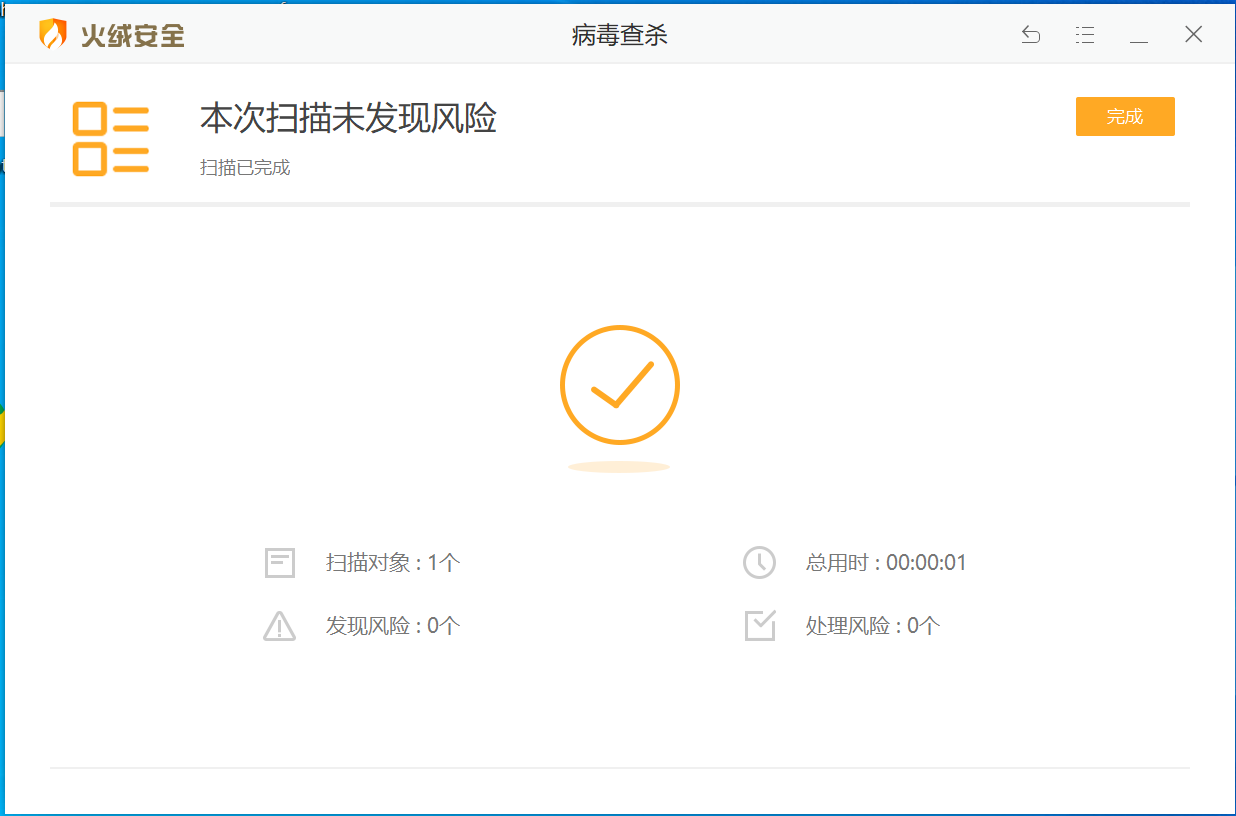 火绒安全
病毒查杀
本次扫描未发现风险
完成
扫描已完成
扫描对象 : 1个
总用时 : 00:00:01
发现风险 : 0个
处理风险 : 0个